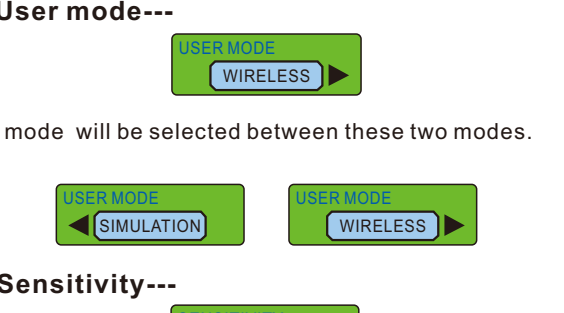 User mode---
USER MODE
WIRELESS
mode will be selected between these two modes.
USER MODE
SIMULATION
USER MODE
WIRELESS
Sensitivity---